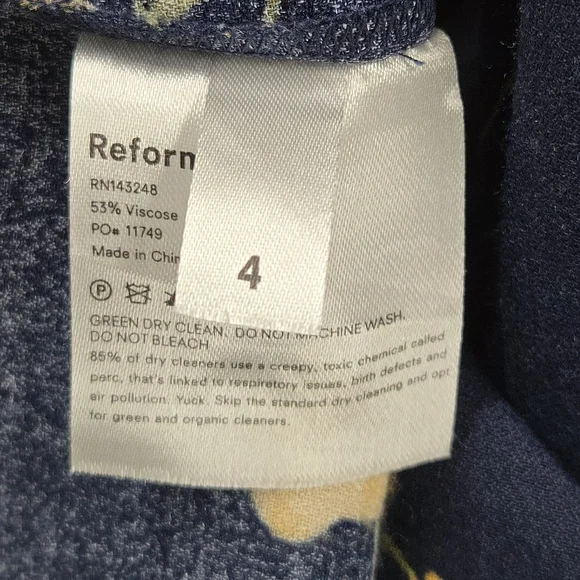 Reform
RN143248
53% Viscose
PO# 11749
Made in Chin
4
P
GREEN DRY CLEAN. DO NOT MACHINE WASH.
DO NOT BLEACH
85% of dry cleaners use a creepy, toxic chemical called
perc, that's linked to respiratory issues, birth defects and
air pollution. Yuck. Skip the standard dry cleaning and opt
for green and organic cleaners.